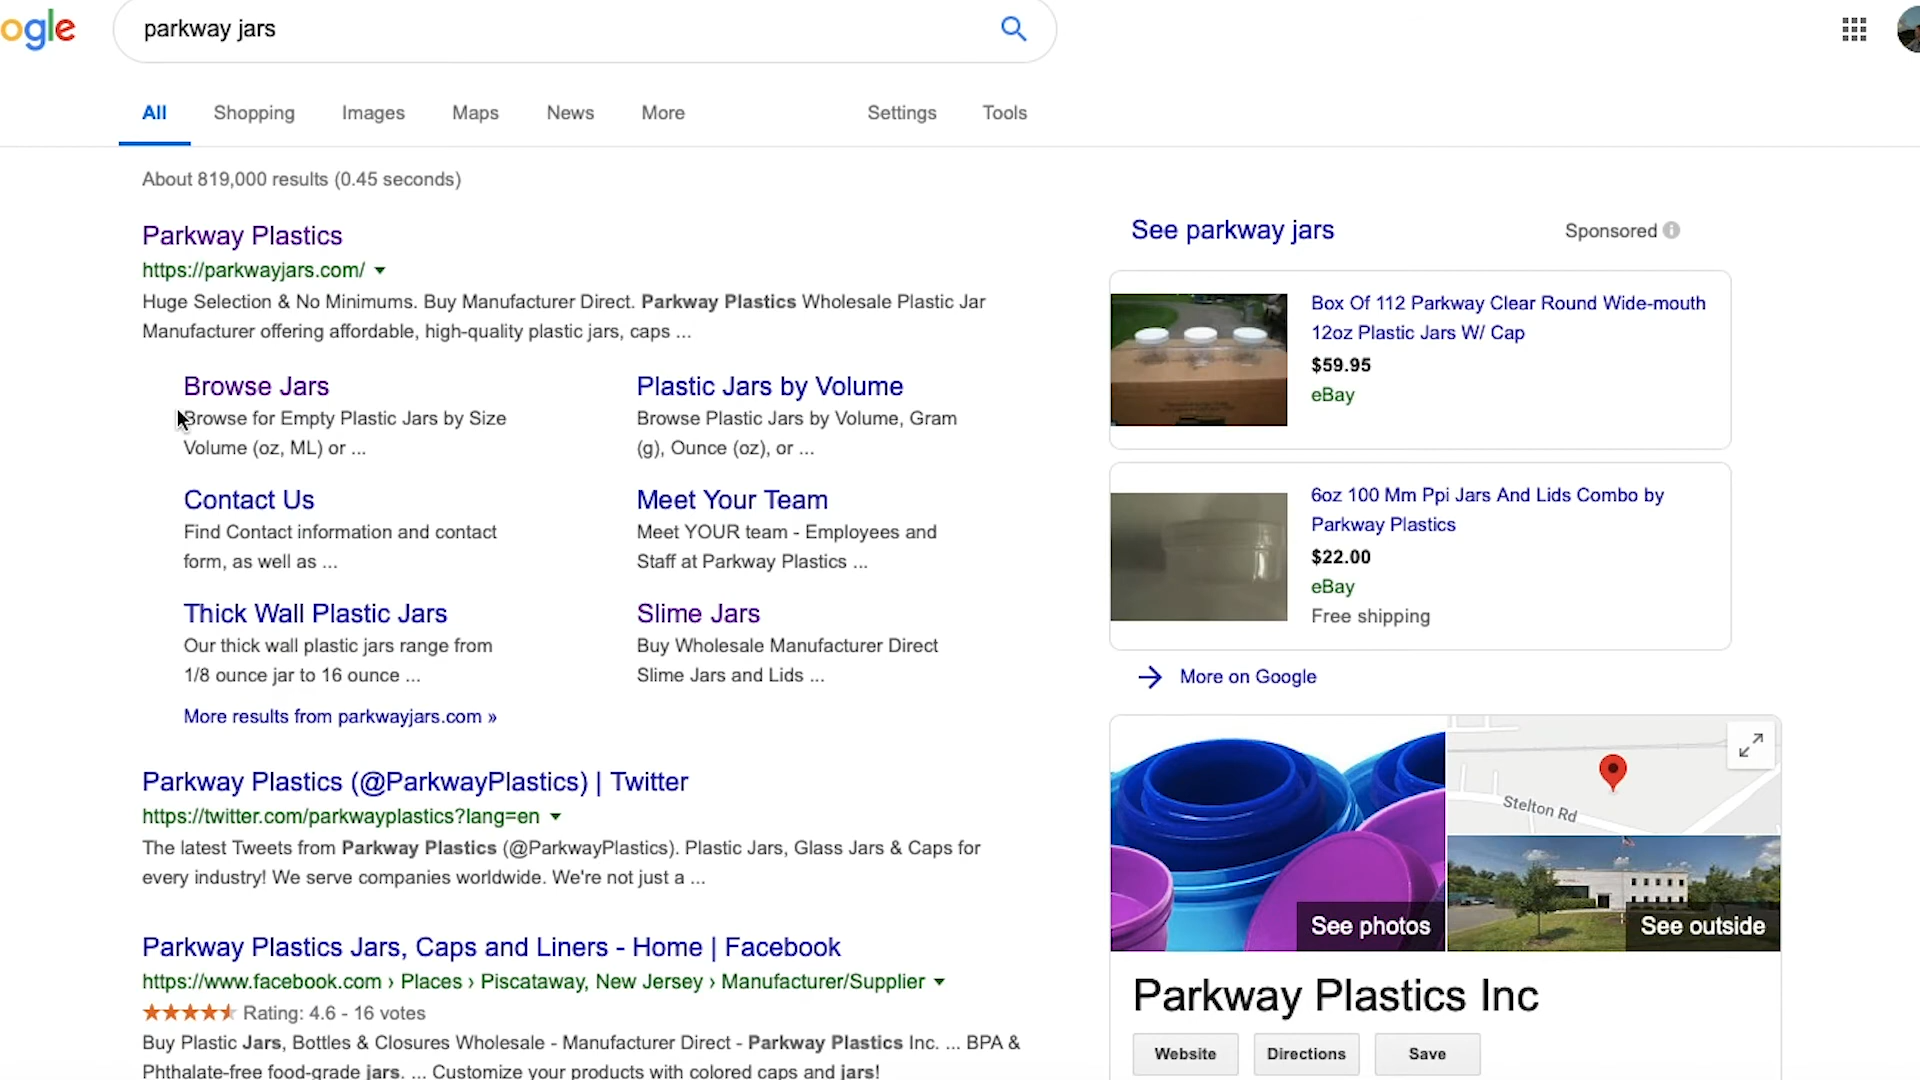 ogle
parkway jars
All Shopping Images Maps News More Settings Tools
About 819,000 results (0.45 seconds)
Parkway Plastics
https://parkwayjars.com/
Huge Selection & No Minimums. Buy Manufacturer Direct. Parkway Plastics Wholesale Plastic Jar
Manufacturer offering affordable, high-quality plastic jars, caps ...
Browse Jars
Browse for Empty Plastic Jars by Size
Volume (oz, ML) or ...
Plastic Jars by Volume
Browse Plastic Jars by Volume, Gram
(g), Ounce (oz), or ...
Contact Us
Find Contact information and contact
form, as well as ...
Meet Your Team
Meet YOUR team - Employees and
Staff at Parkway Plastics ...
Thick Wall Plastic Jars
Our thick wall plastic jars range from
1/8 ounce jar to 16 ounce ...
Slime Jars
Buy Wholesale Manufacturer Direct
Slime Jars and Lids ...
More results from parkwayjars.com »
Parkway Plastics (@ParkwayPlastics) | Twitter
https://twitter.com/parkwayplastics?lang=en
The latest Tweets from Parkway Plastics (@ParkwayPlastics). Plastic Jars, Glass Jars & Caps for
every industry! We serve companies worldwide. We're not just a ...
Parkway Plastics Jars, Caps and Liners - Home | Facebook
https://www.facebook.com › Places › Piscataway, New Jersey › Manufacturer/Supplier
Rating: 4.6 - 16 votes
Buy Plastic Jars, Bottles & Closures Wholesale - Manufacturer Direct - Parkway Plastics Inc. ... BPA &
Phthalate-free food-grade jars. ... Customize your products with colored caps and jars!
See parkway jars
Sponsored
Box Of 112 Parkway Clear Round Wide-mouth
12oz Plastic Jars W/ Cap
$59.95
eBay
6oz 100 Mm Ppi Jars And Lids Combo by
Parkway Plastics
$22.00
eBay
Free shipping
More on Google
Stelton Rd
See photos
See outside
Parkway Plastics Inc
Website Directions Save